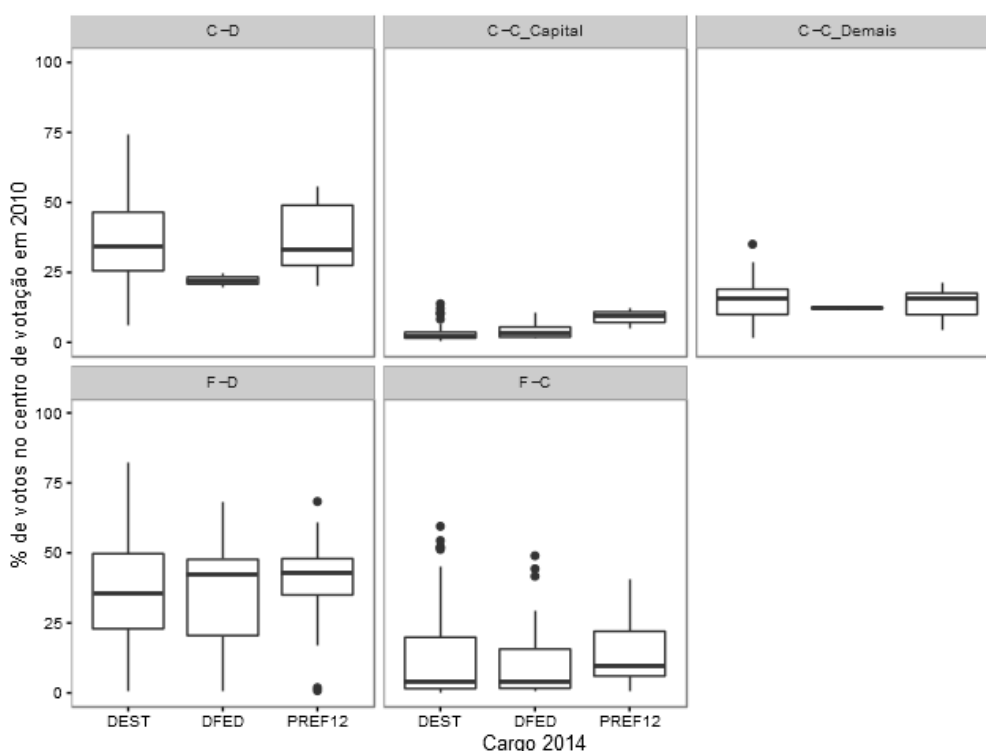 C-D
C-C_Capital
C-C_Demais
% de votos no centro de votação em 2010
100
75
50
25
0
F-D
F-C
100
75
50
25
0
DEST DFED PREF12
DEST DFED PREF12
Cargo 2014